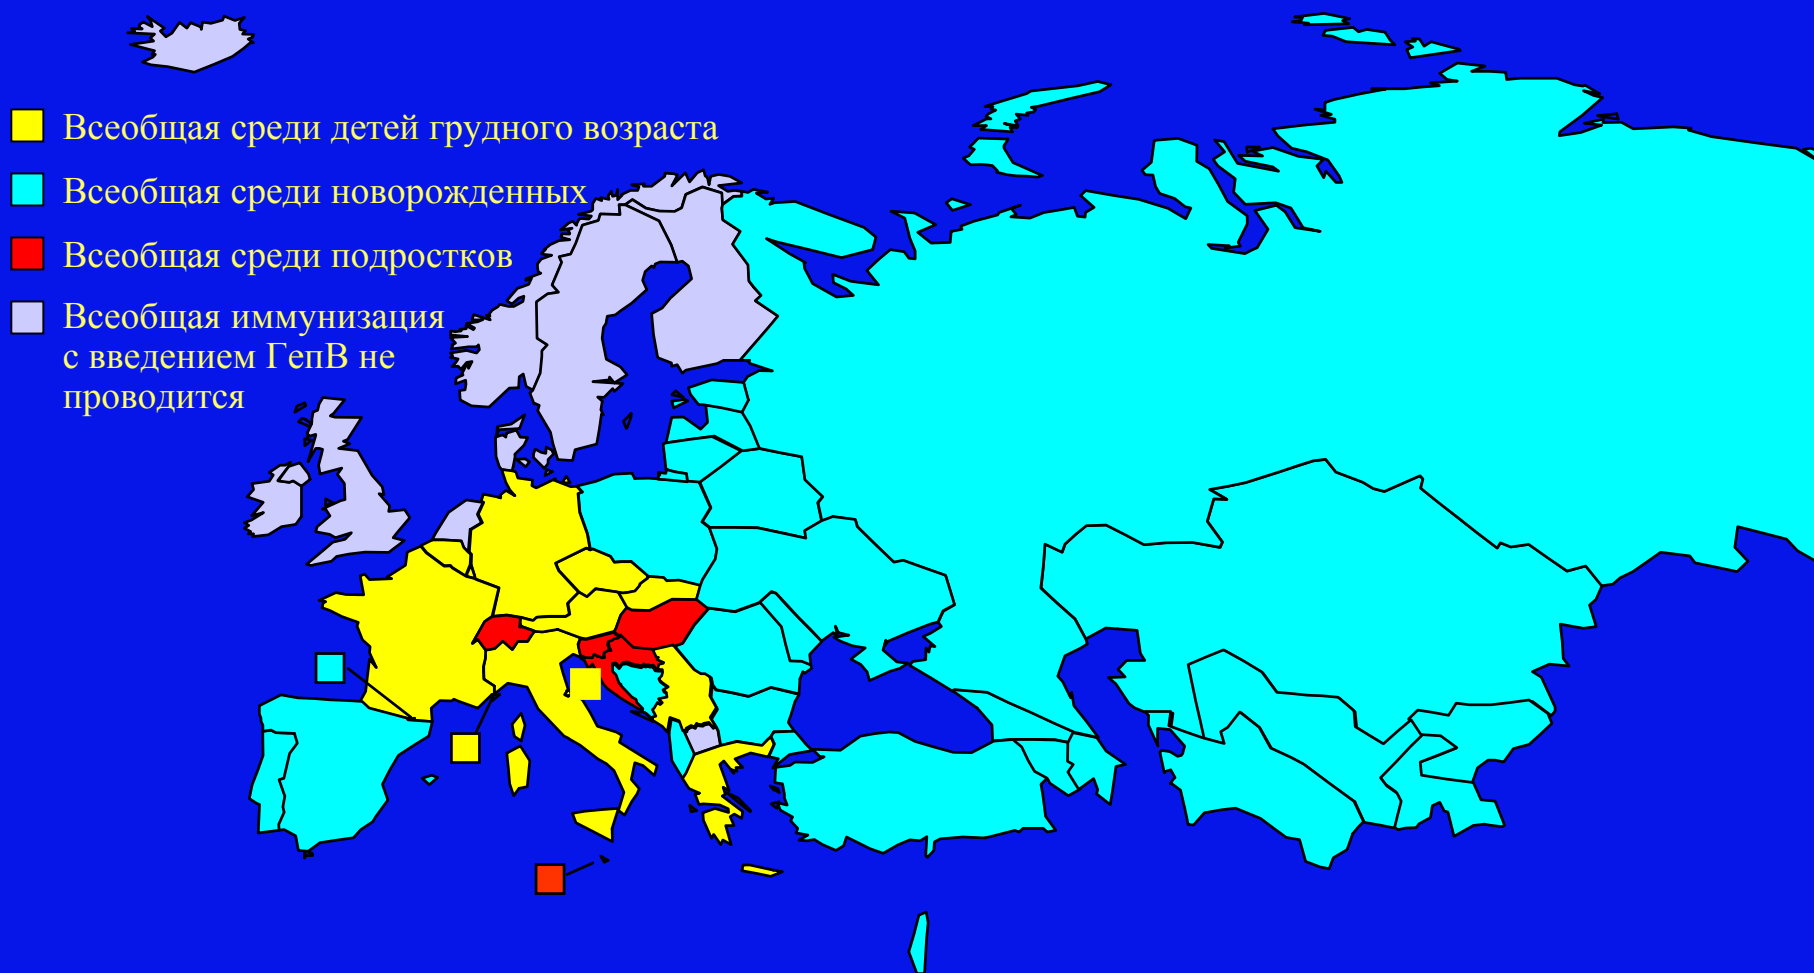 Всеобщая среди детей грудного возраста
Всеобщая среди новорожденных
Всеобщая среди подростков
Всеобщая иммунизация
с введением ГепВ не
проводится